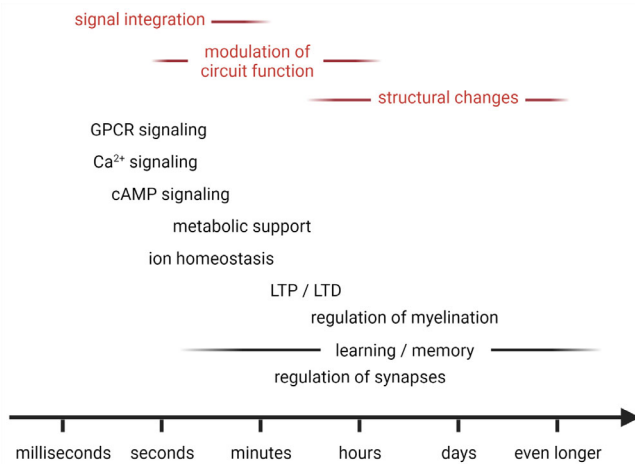 signal integration
modulation of
circuit function
structural changes
GPCR signaling
Ca²⁺ signaling
cAMP signaling
metabolic support
ion homeostasis
LTP / LTD
regulation of myelination
learning / memory
regulation of synapses
milliseconds seconds minutes hours days even longer